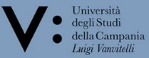 V:
Università
degli Studi
della Campania
Luigi Vanvitelli